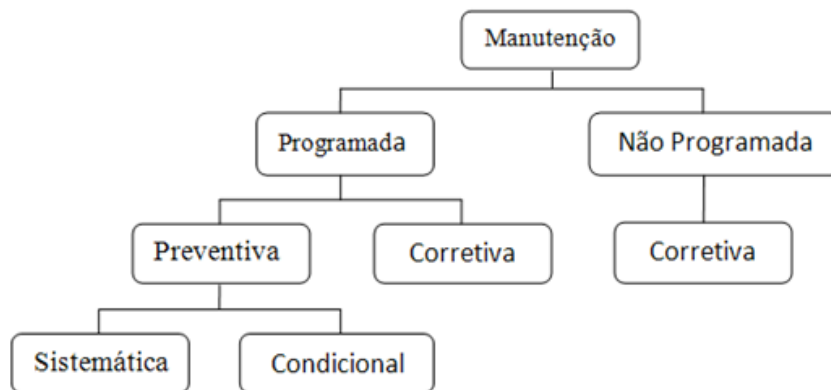 Manutenção
Programada
Não Programada
Preventiva
Corretiva
Corretiva
Sistemática
Condicional